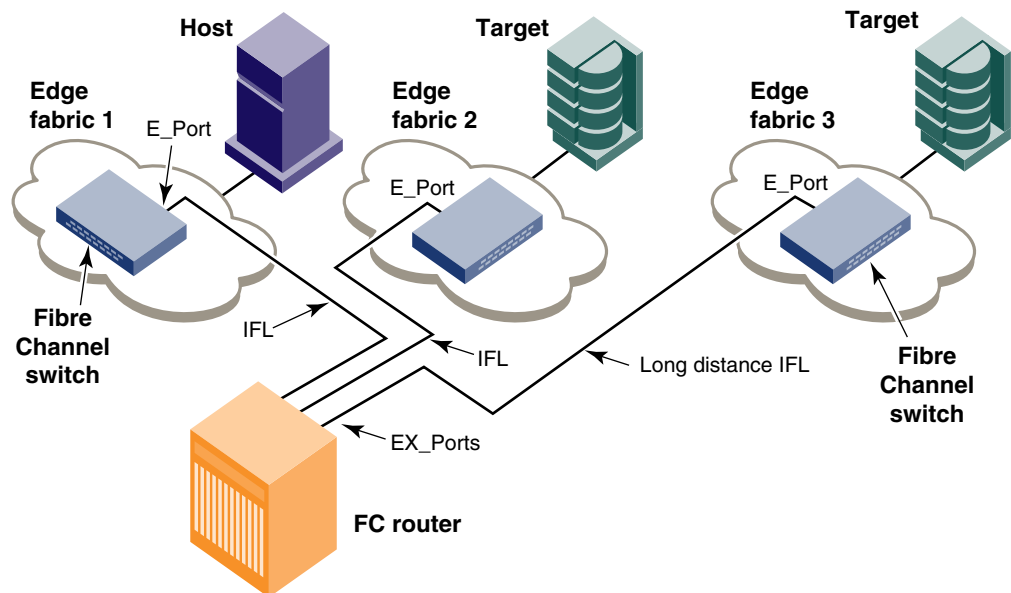 Host
Target
Target
Edge
fabric 1
Edge
fabric 2
Edge
fabric 3
E_Port
E_Port
E_Port
Fibre
Channel
switch
IFL
IFL
Long distance IFL
Fibre
Channel
switch
EX_Ports
FC router